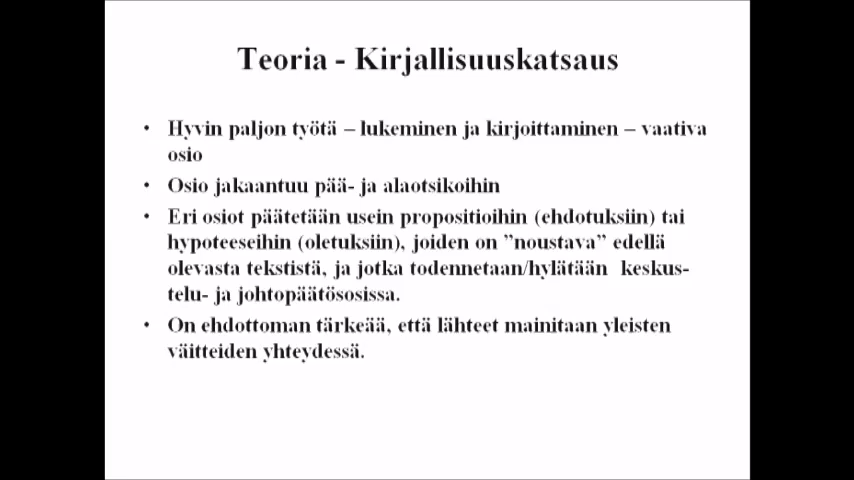 Teoria - Kirjallisuuskatsaus
• Hyvin paljon työtä – lukeminen ja kirjoittaminen – vaativa
osio
• Osio jakaantuu pää- ja alaotsikoihin
• Eri osiot päätetään usein propositioihin (ehdotuksiin) tai
hypoteeseihin (oletuksiin), joiden on ”noustava” edellä
olevasta tekstistä, ja jotka todennetaan/hylätään keskus-
telu- ja johtopäätösosissa.
• On ehdottoman tärkeää, että lähteet mainitaan yleisten
väitteiden yhteydessä.